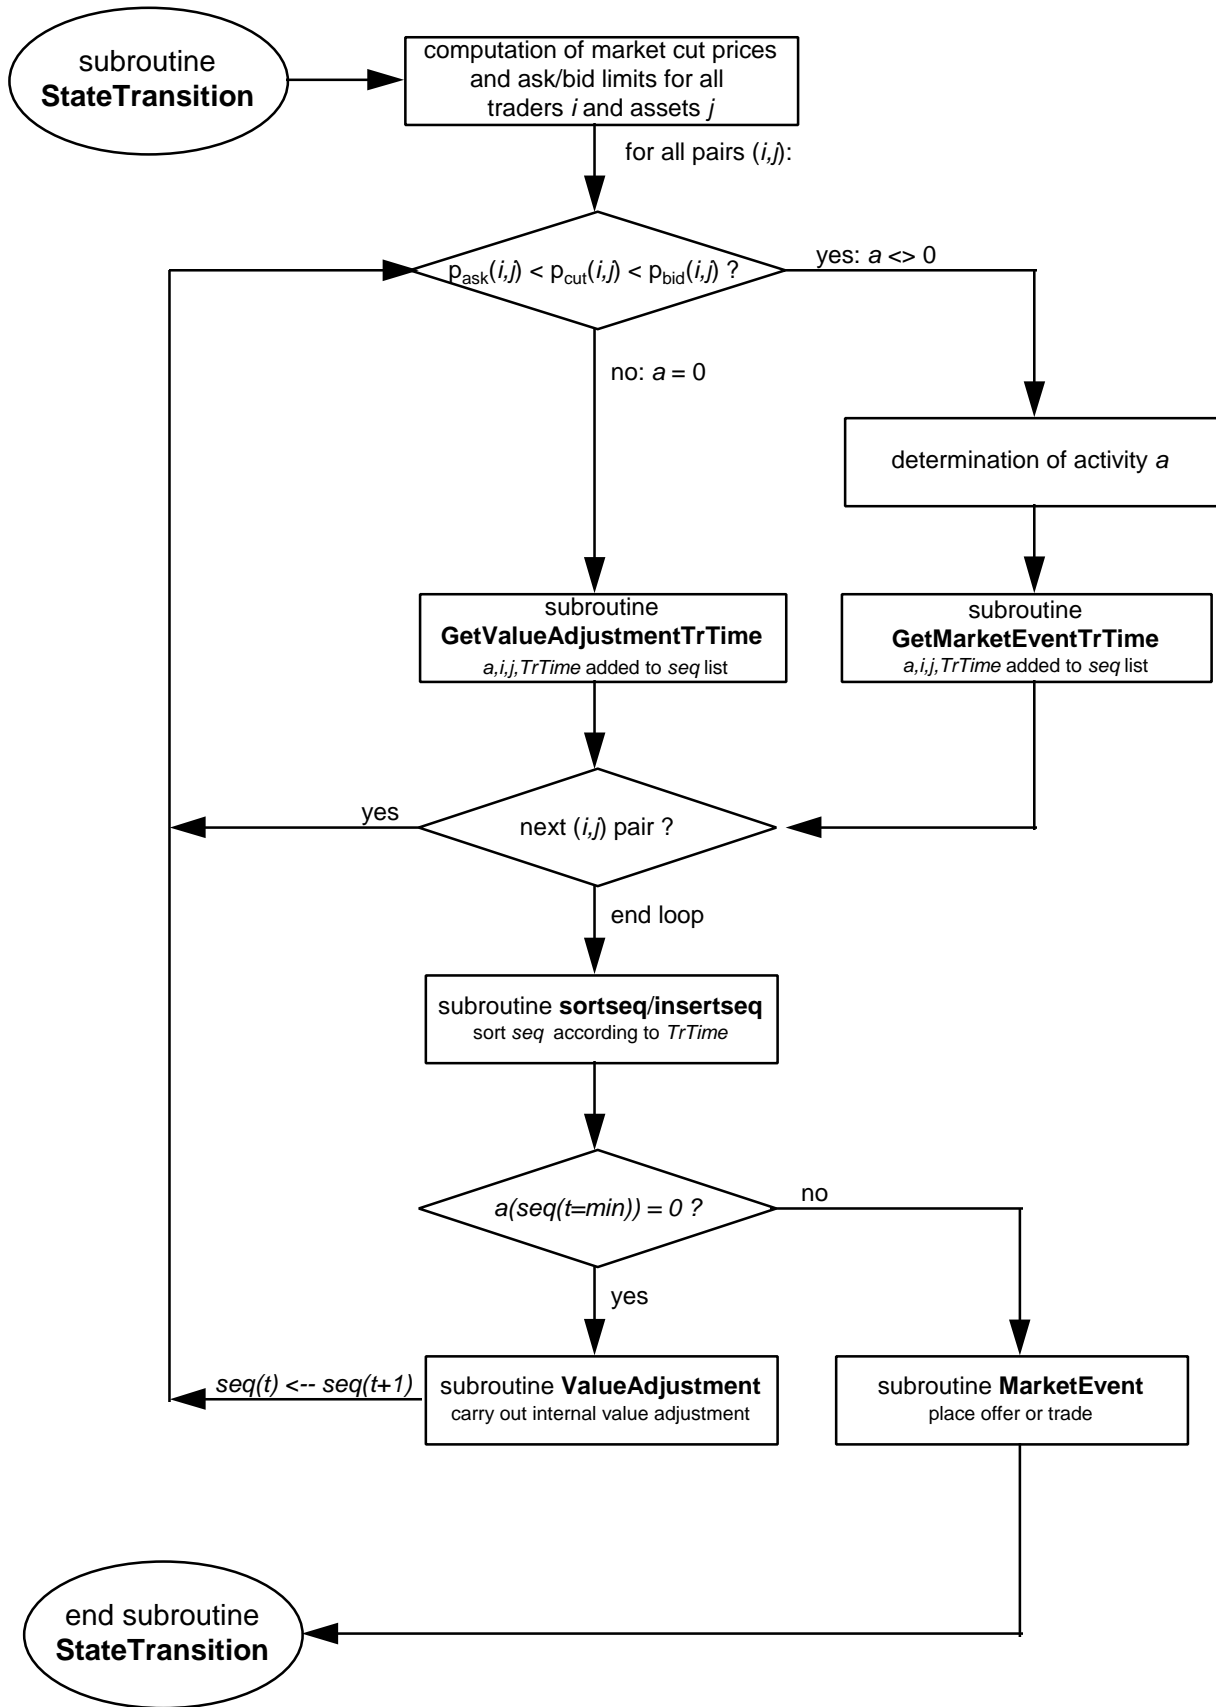 subroutine
StateTransition
computation of market cut prices
and ask/bid limits for all
traders i and assets j
for all pairs (i,j):
p_ask(i,j) < p_cut(i,j) < p_bid(i,j) ?
yes: a <> 0
no: a = 0
determination of activity a
subroutine
GetValueAdjustmentTrTime
a,i,j,TrTime added to seq list
subroutine
GetMarketEventTrTime
a,i,j,TrTime added to seq list
yes
next (i,j) pair ?
end loop
subroutine sortseq/insertseq
sort seq according to TrTime
a(seq(t=min)) = 0 ?
no
yes
seq(t) <-- seq(t+1)
subroutine ValueAdjustment
carry out internal value adjustment
subroutine MarketEvent
place offer or trade
end subroutine
StateTransition